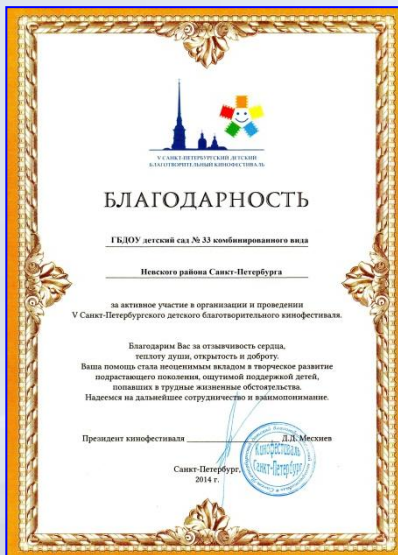 V САНКТ-ПЕТЕРБУРГСКИЙ ДЕТСКИЙ
БЛАГОТВОРИТЕЛЬНЫЙ КИНОФЕСТИВАЛЬ
БЛАГОДАРНОСТЬ
ГБДОУ детский сад № 33 комбинированного вида
Невского района Санкт-Петербурга
за активное участие в организации и проведении
V Санкт-Петербургского детского благотворительного кинофестиваля.
Благодарим Вас за отзывчивость сердца,
теплоту души, открытость и доброту.
Ваша помощь стала неоценимым вкладом в творческое развитие
подрастающего поколения, ощутимой поддержкой детей,
попавших в трудные жизненные обстоятельства.
Надеемся на дальнейшее сотрудничество и взаимопонимание.
Президент кинофестиваля Д.Д. Месхиев
Кинофестиваль
Санкт-Петербург
Санкт-Петербург,
2014 г.